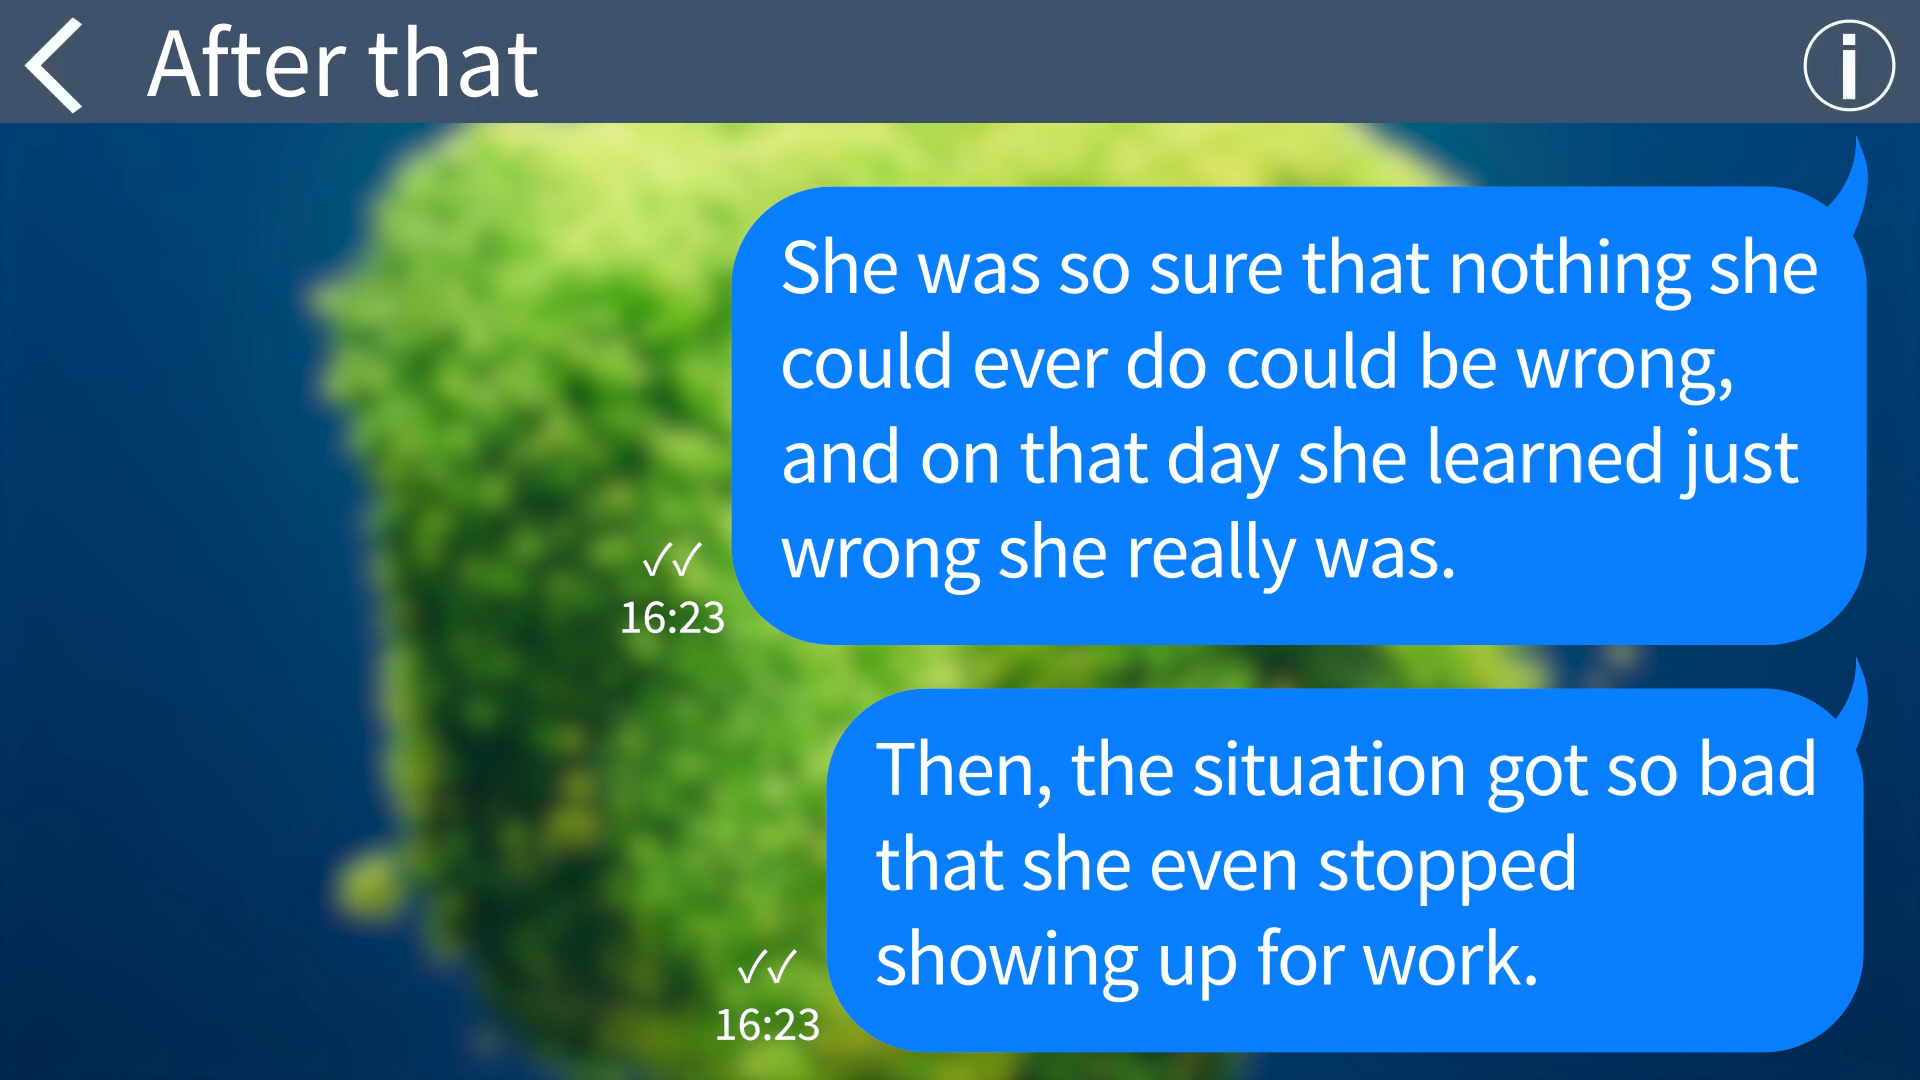 After that
She was so sure that nothing she
could ever do could be wrong,
and on that day she learned just
wrong she really was.
✓✓
16:23
Then, the situation got so bad
that she even stopped
showing up for work.
✓✓
16:23